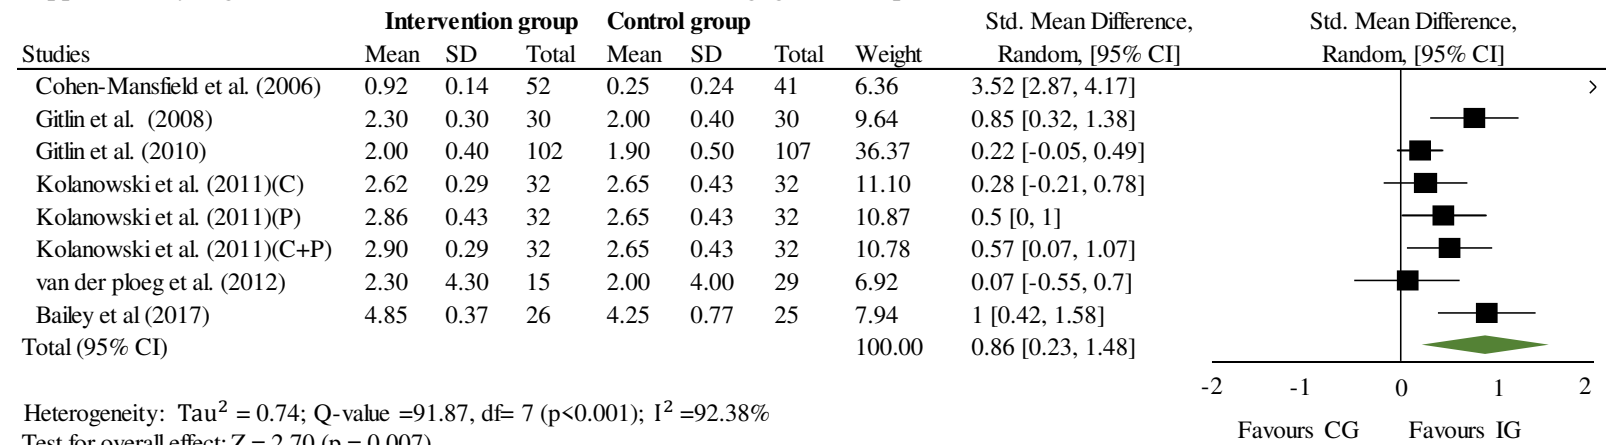 Intervention group Control group Std. Mean Difference, Std. Mean Difference,
Studies Mean SD Total Mean SD Total Weight Random, [95% CI] Random, [95% CI]
Cohen-Mansfield et al. (2006) 0.92 0.14 52 0.25 0.24 41 6.36 3.52 [2.87, 4.17]
Gitlin et al. (2008) 2.30 0.30 30 2.00 0.40 30 9.64 0.85 [0.32, 1.38]
Gitlin et al. (2010) 2.00 0.40 102 1.90 0.50 107 36.37 0.22 [-0.05, 0.49]
Kolanowski et al. (2011)(C) 2.62 0.29 32 2.65 0.43 32 11.10 0.28 [-0.21, 0.78]
Kolanowski et al. (2011)(P) 2.86 0.43 32 2.65 0.43 32 10.87 0.5 [0, 1]
Kolanowski et al. (2011)(C+P) 2.90 0.29 32 2.65 0.43 32 10.78 0.57 [0.07, 1.07]
van der ploeg et al. (2012) 2.30 4.30 15 2.00 4.00 29 6.92 0.07 [-0.55, 0.7]
Bailey et al (2017) 4.85 0.37 26 4.25 0.77 25 7.94 1 [0.42, 1.58]
Total (95% CI) 100.00 0.86 [0.23, 1.48]
-2 -1 0 1 2
Heterogeneity: Tau² = 0.74; Q-value =91.87, df= 7 (p<0.001); I² =92.38%
Favours CG Favours IG
Test for overall effect: Z = 2.70 (p = 0.007)